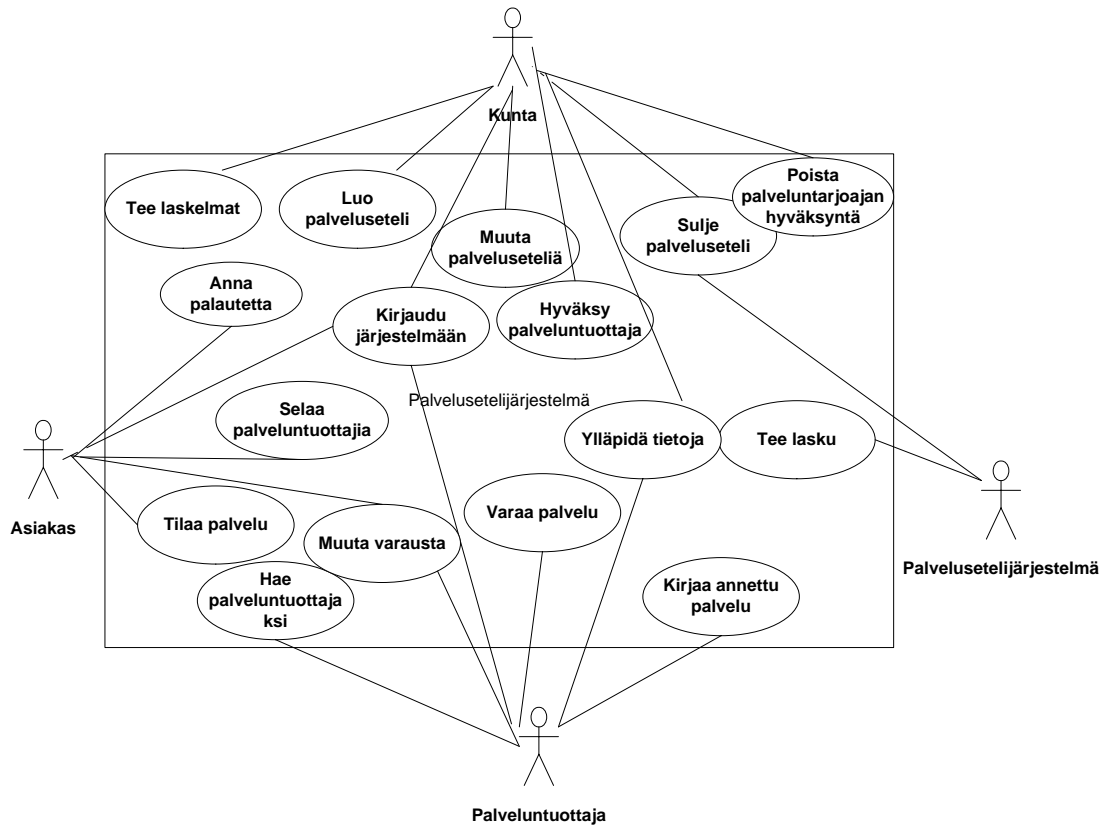 Kunta
Tee laskelmat
Luo
palveluseteli
Muuta
palveluseteliä
Sulje
palveluseteli
Poista
palveluntarjoajan
hyväksyntä
Anna
palautetta
Kirjaudu
järjestelmään
Hyväksy
palveluntuottaja
Palvelusetelijärjestelmä
Selaa
palveluntuottajia
Ylläpidä tietoja
Tee lasku
Asiakas
Tilaa palvelu
Muuta varausta
Varaa palvelu
Palvelusetelijärjestelmä
Hae
palveluntuottaja
ksi
Kirjaa annettu
palvelu
Palveluntuottaja